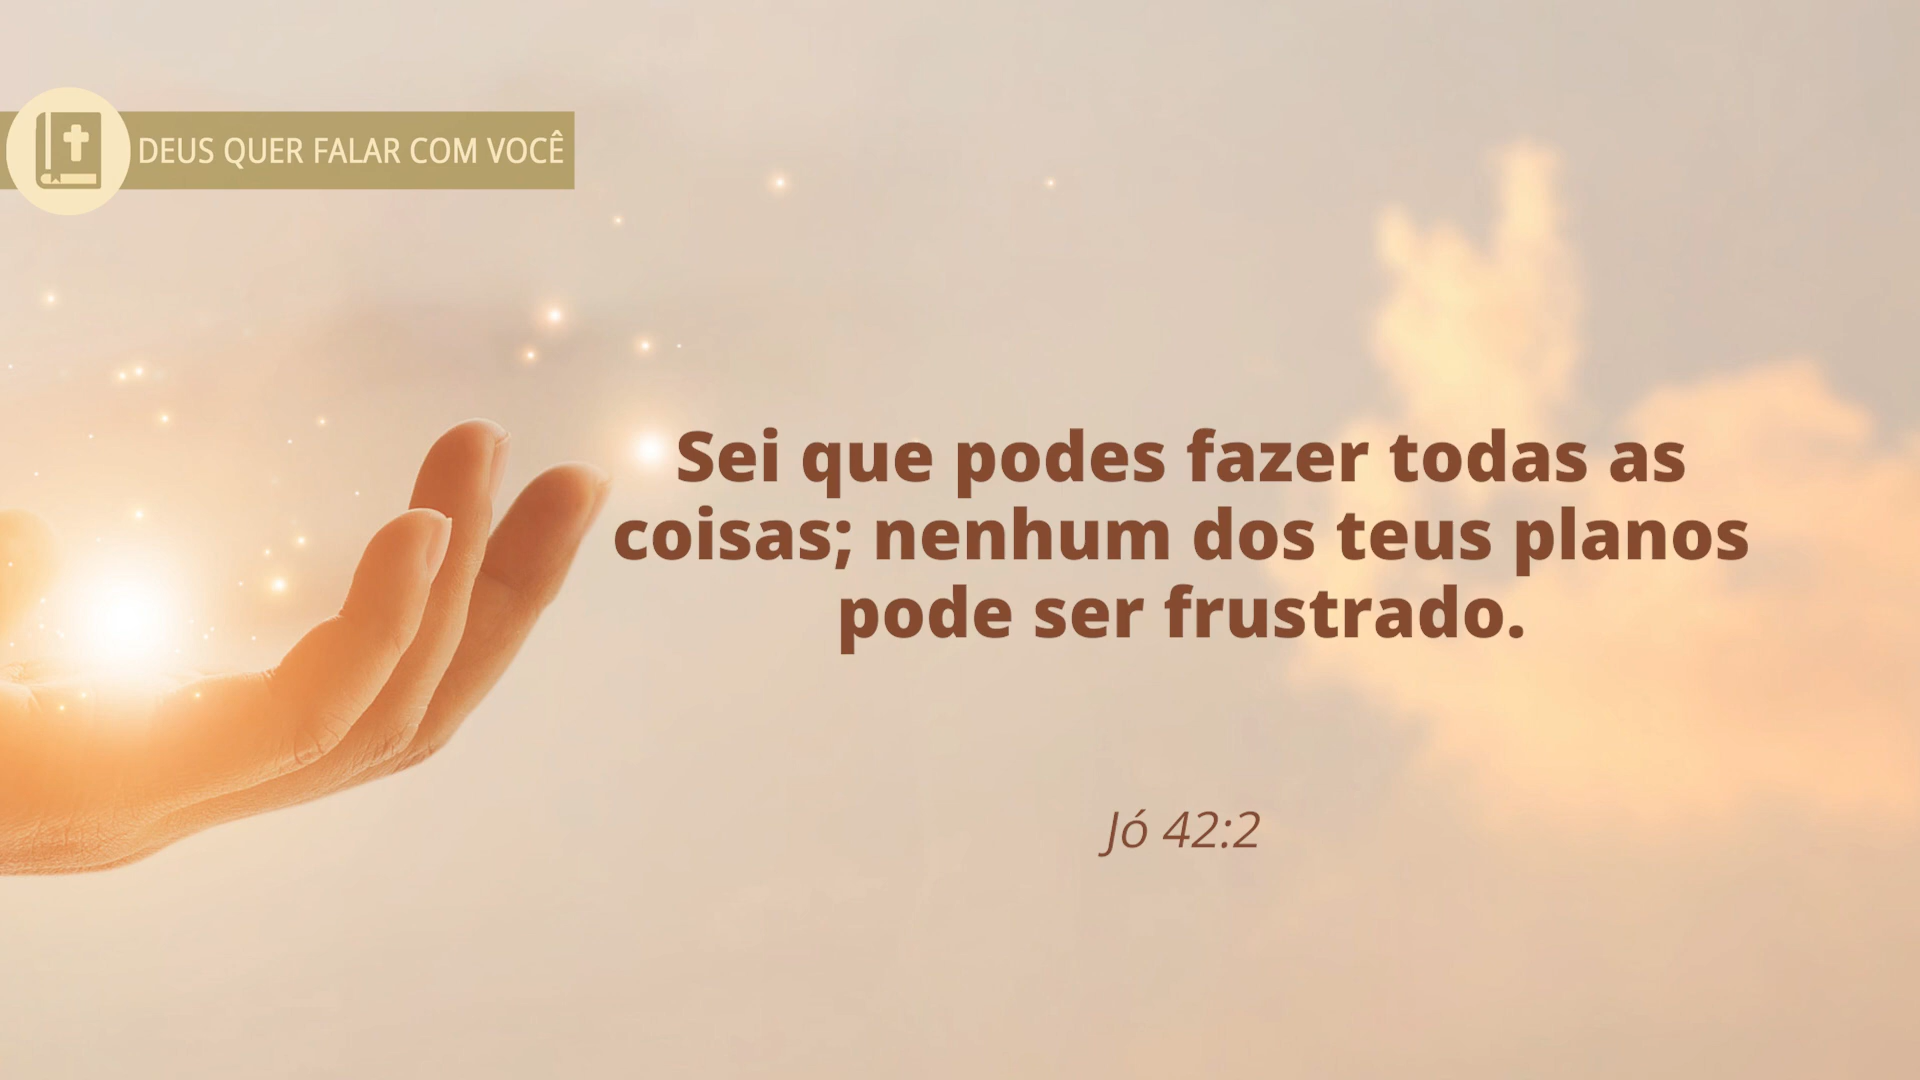 DEUS QUER FALAR COM VOCÊ
Sei que podes fazer todas as
coisas; nenhum dos teus planos
pode ser frustrado.
Jó 42:2